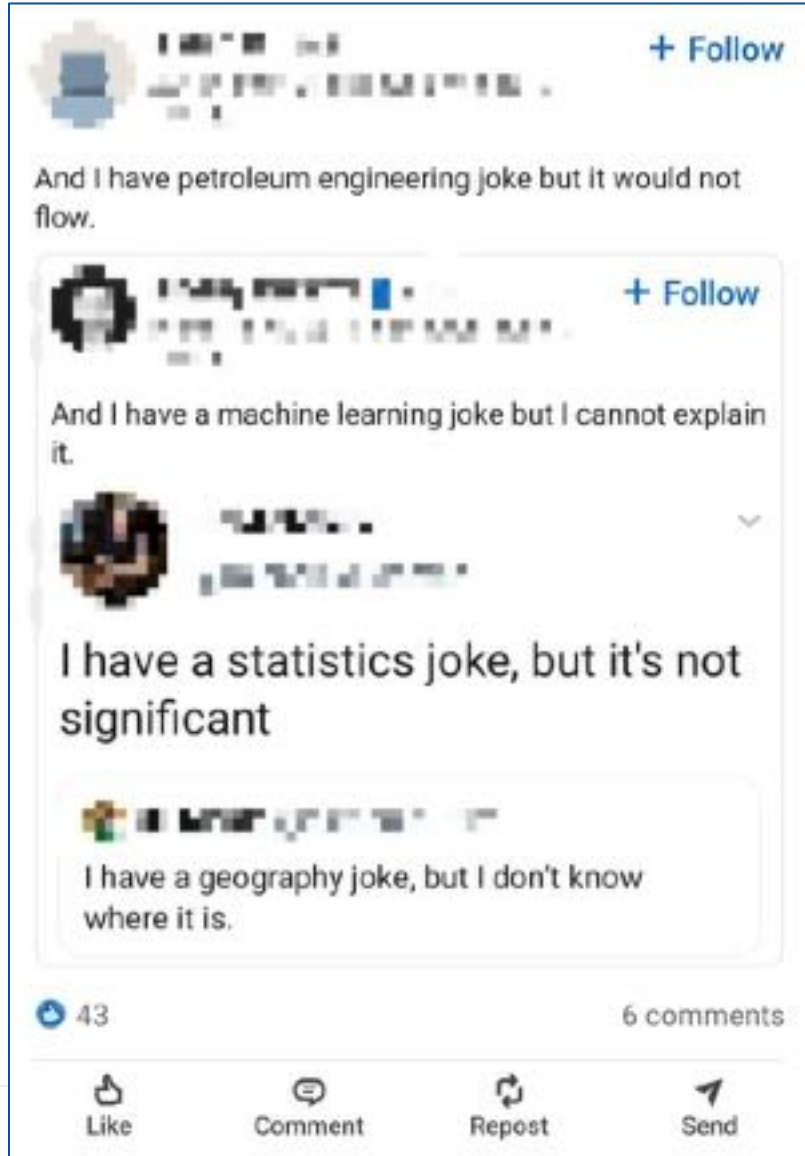 + Follow
And I have petroleum engineering joke but it would not
flow.
+ Follow
And I have a machine learning joke but I cannot explain
it.
I have a statistics joke, but it's not
significant
I have a geography joke, but I don't know
where it is.
43 6 comments
Like Comment Repost Send